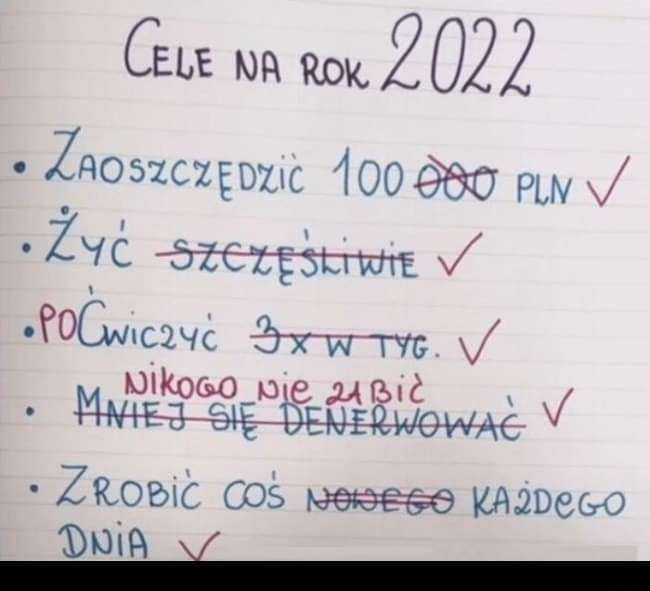 CELE NA ROK 2022
• ZAOSZCZĘDZIĆ 100 000 PLN ✓
• ŻYĆ SZCZĘŚLIWIE ✓
• POĆWICZYĆ 3 X W TYG. ✓
NIKOGO NIE ZABIĆ
• MNIEJ SIĘ DENERWOWAĆ ✓
• ZROBIĆ COŚ NOWEGO KAŻDEGO
DNIA ✓